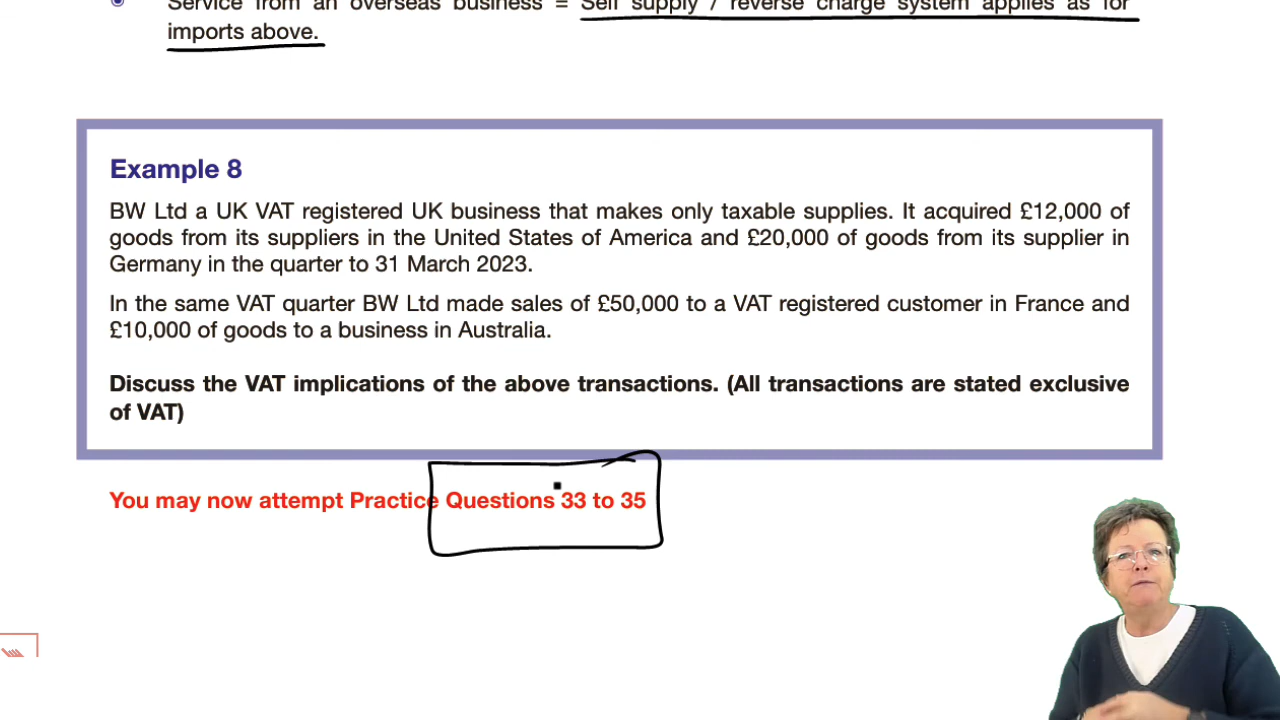 Service from an overseas business = Self supply / reverse charge system applies as for
imports above.
Example 8
BW Ltd a UK VAT registered UK business that makes only taxable supplies. It acquired £12,000 of
goods from its suppliers in the United States of America and £20,000 of goods from its supplier in
Germany in the quarter to 31 March 2023.
In the same VAT quarter BW Ltd made sales of £50,000 to a VAT registered customer in France and
£10,000 of goods to a business in Australia.
Discuss the VAT implications of the above transactions. (All transactions are stated exclusive
of VAT)
You may now attempt Practice Questions 33 to 35